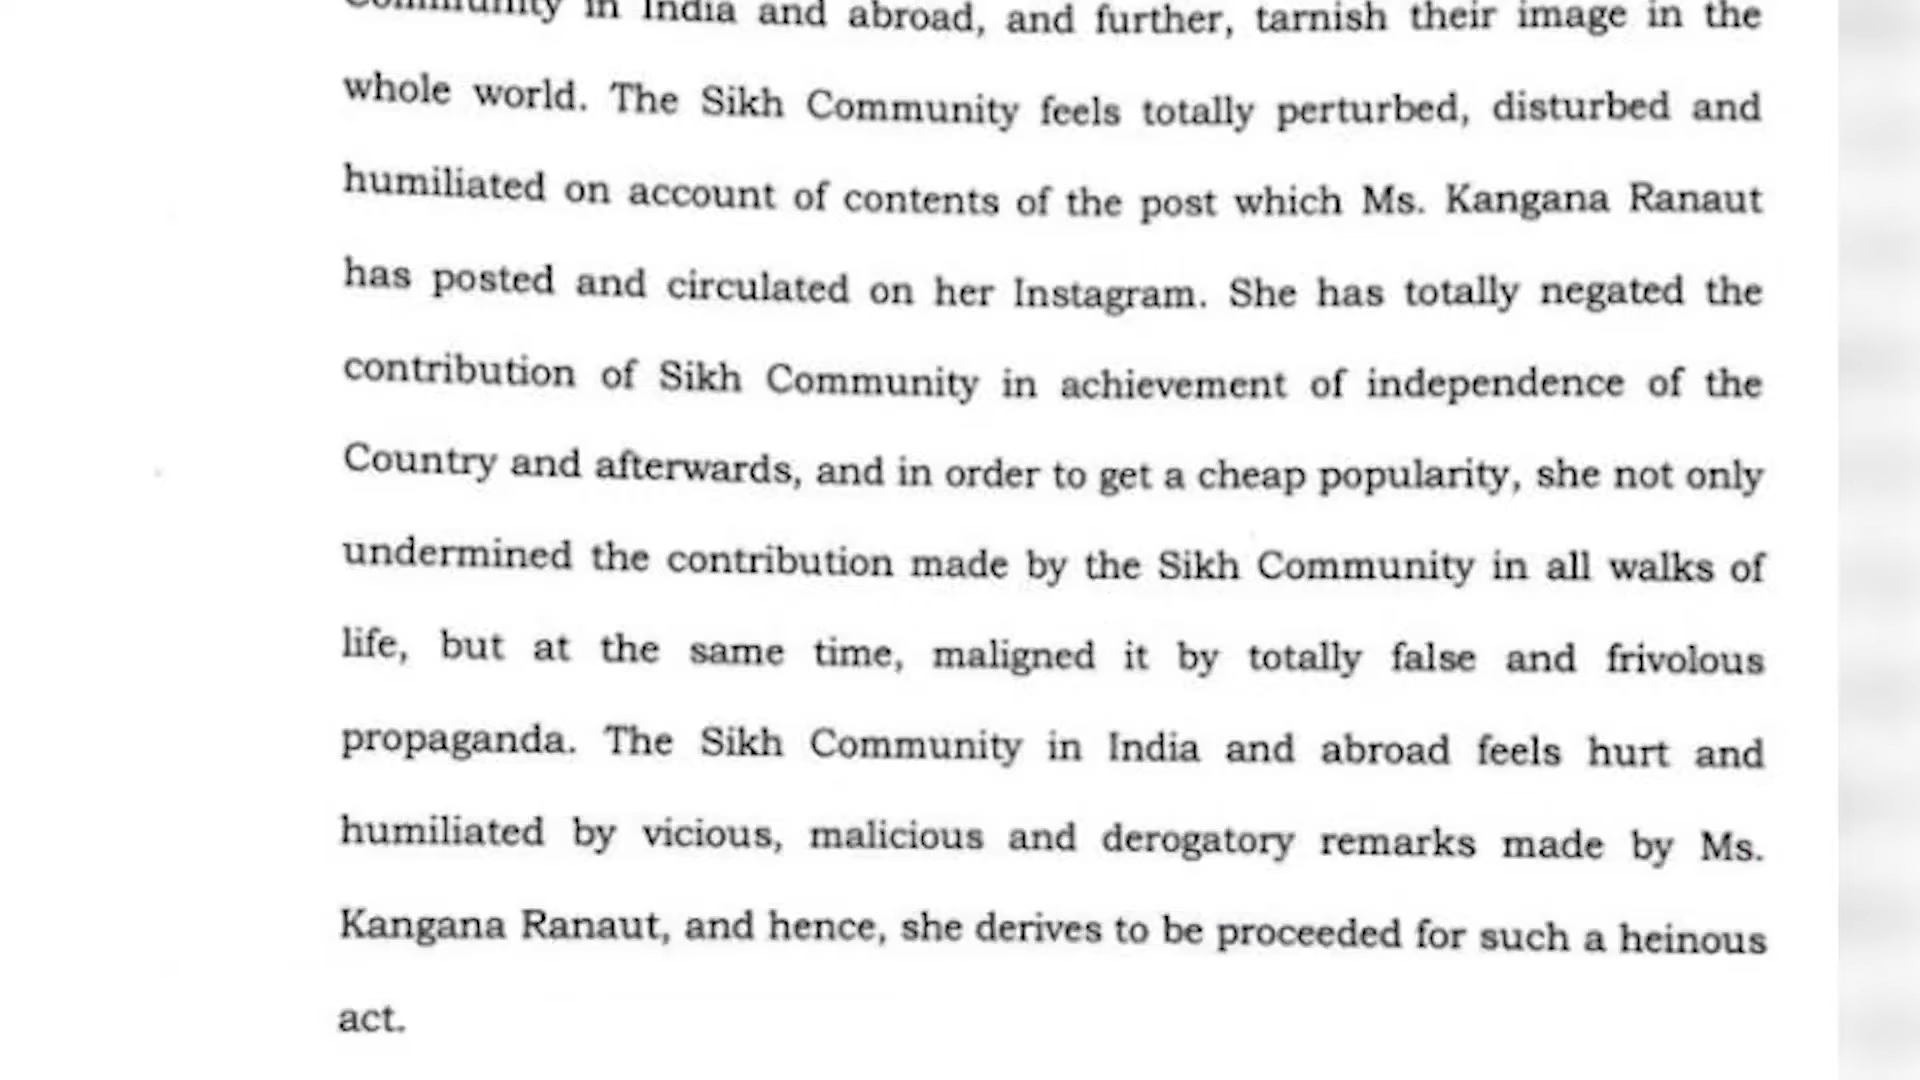 Community in India and abroad, and further, tarnish their image in the
whole world. The Sikh Community feels totally perturbed, disturbed and
humiliated on account of contents of the post which Ms. Kangana Ranaut
has posted and circulated on her Instagram. She has totally negated the
contribution of Sikh Community in achievement of independence of the
Country and afterwards, and in order to get a cheap popularity, she not only
undermined the contribution made by the Sikh Community in all walks of
life, but at the same time, maligned it by totally false and frivolous
propaganda. The Sikh Community in India and abroad feels hurt and
humiliated by vicious, malicious and derogatory remarks made by Ms.
Kangana Ranaut, and hence, she derives to be proceeded for such a heinous
act.